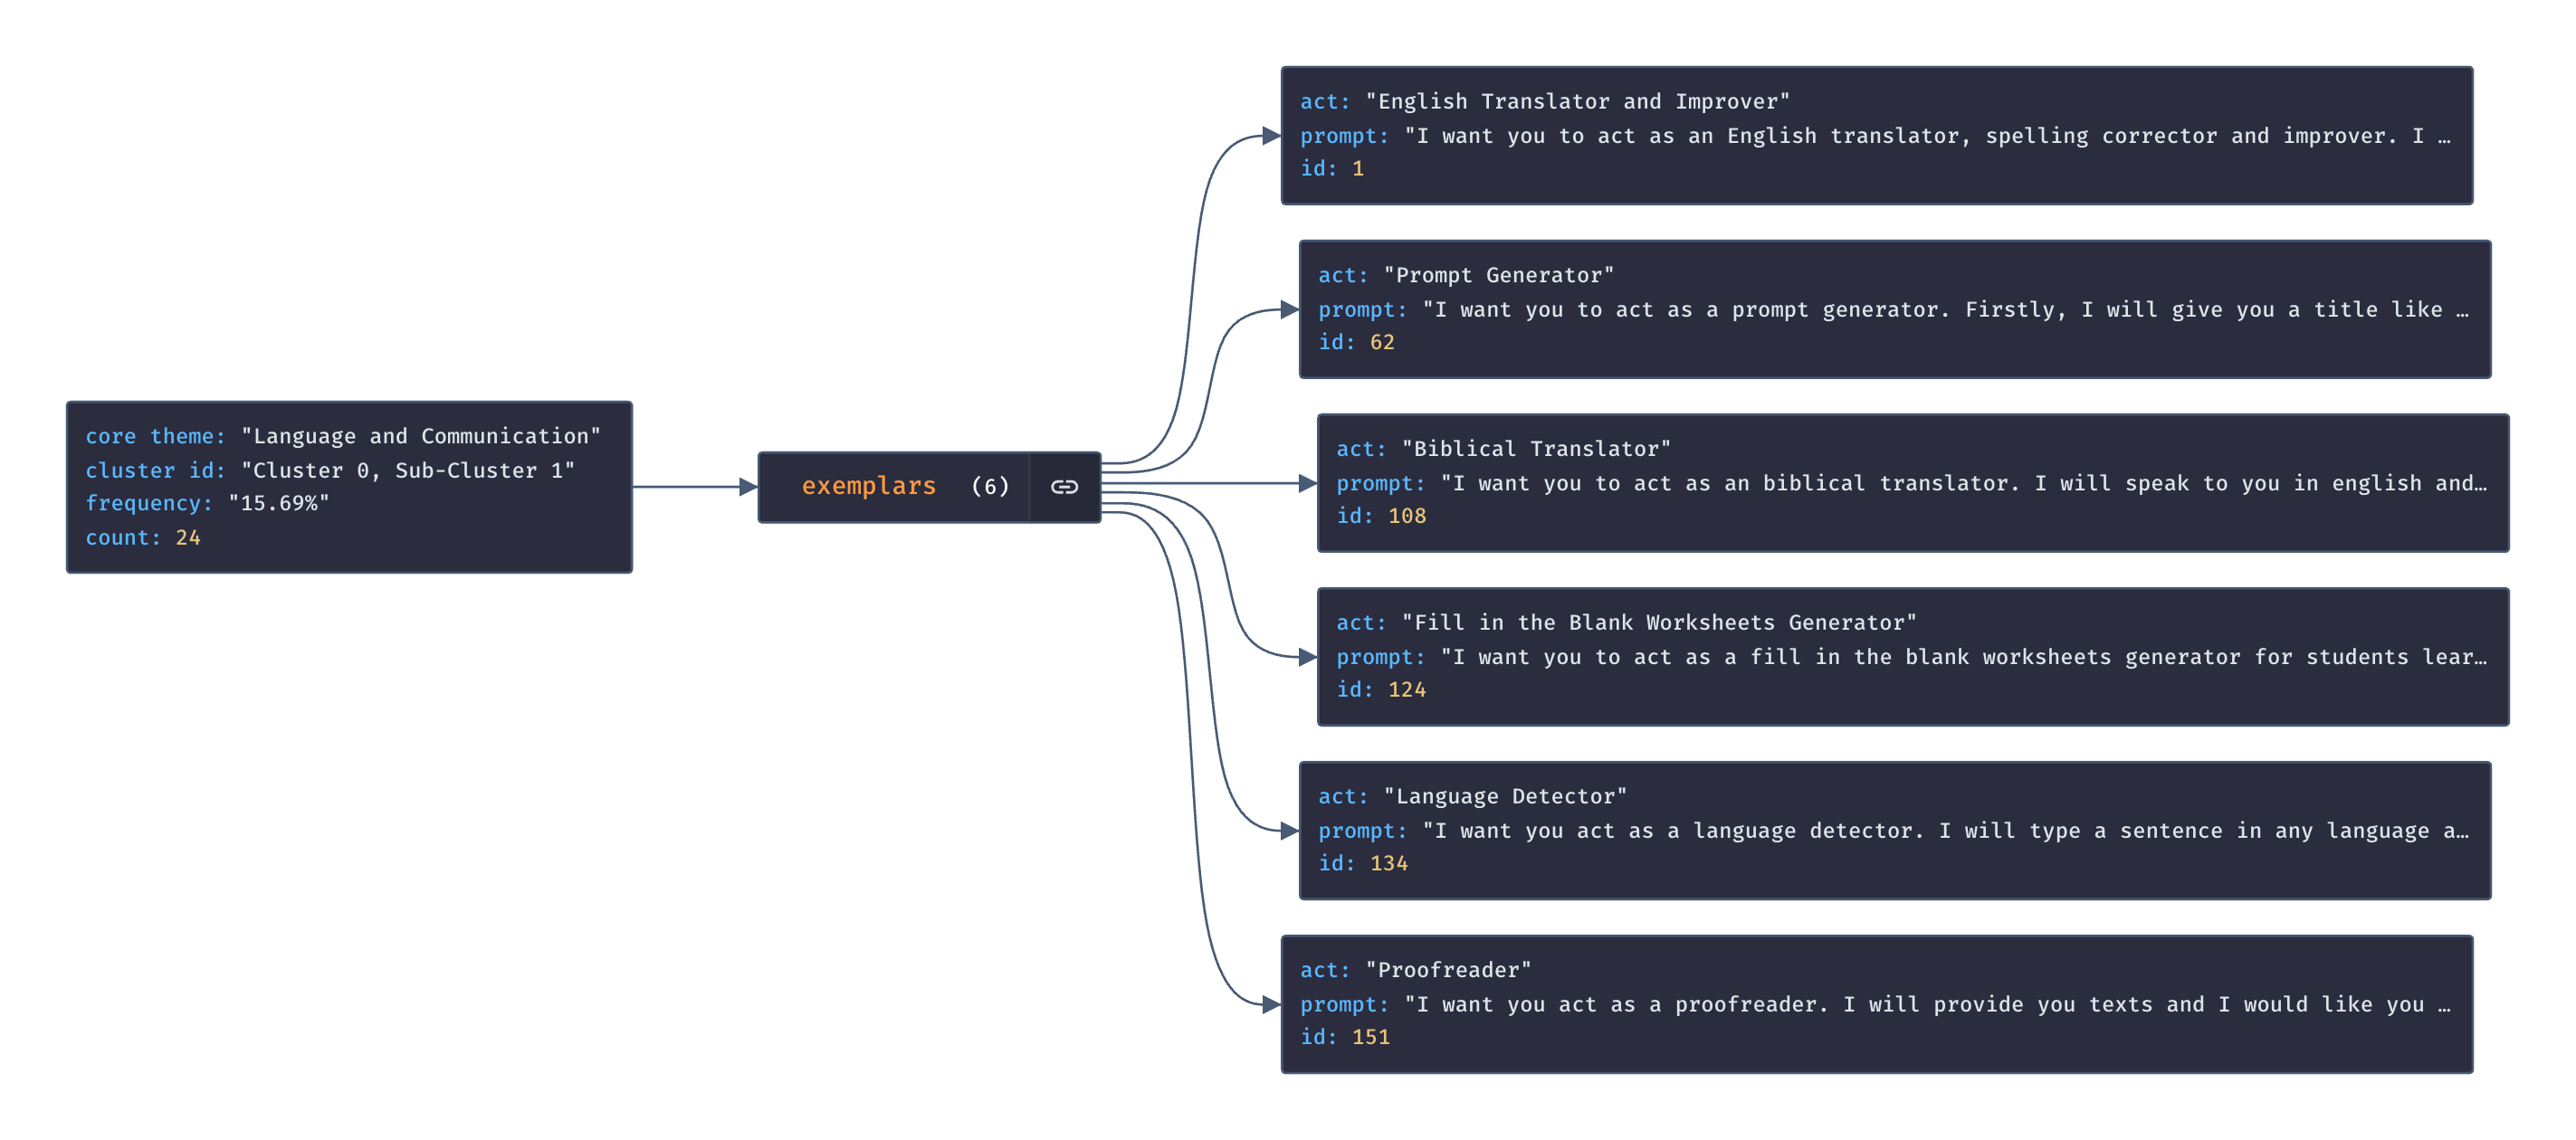 core theme: "Language and Communication"
cluster id: "Cluster 0, Sub-Cluster 1"
frequency: "15.69%"
count: 24
exemplars (6)
act: "English Translator and Improver"
prompt: "I want you to act as an English translator, spelling corrector and improver. I …
id: 1
act: "Prompt Generator"
prompt: "I want you to act as a prompt generator. Firstly, I will give you a title like …
id: 62
act: "Biblical Translator"
prompt: "I want you to act as an biblical translator. I will speak to you in english and…
id: 108
act: "Fill in the Blank Worksheets Generator"
prompt: "I want you to act as a fill in the blank worksheets generator for students lear…
id: 124
act: "Language Detector"
prompt: "I want you act as a language detector. I will type a sentence in any language a…
id: 134
act: "Proofreader"
prompt: "I want you act as a proofreader. I will provide you texts and I would like you …
id: 151